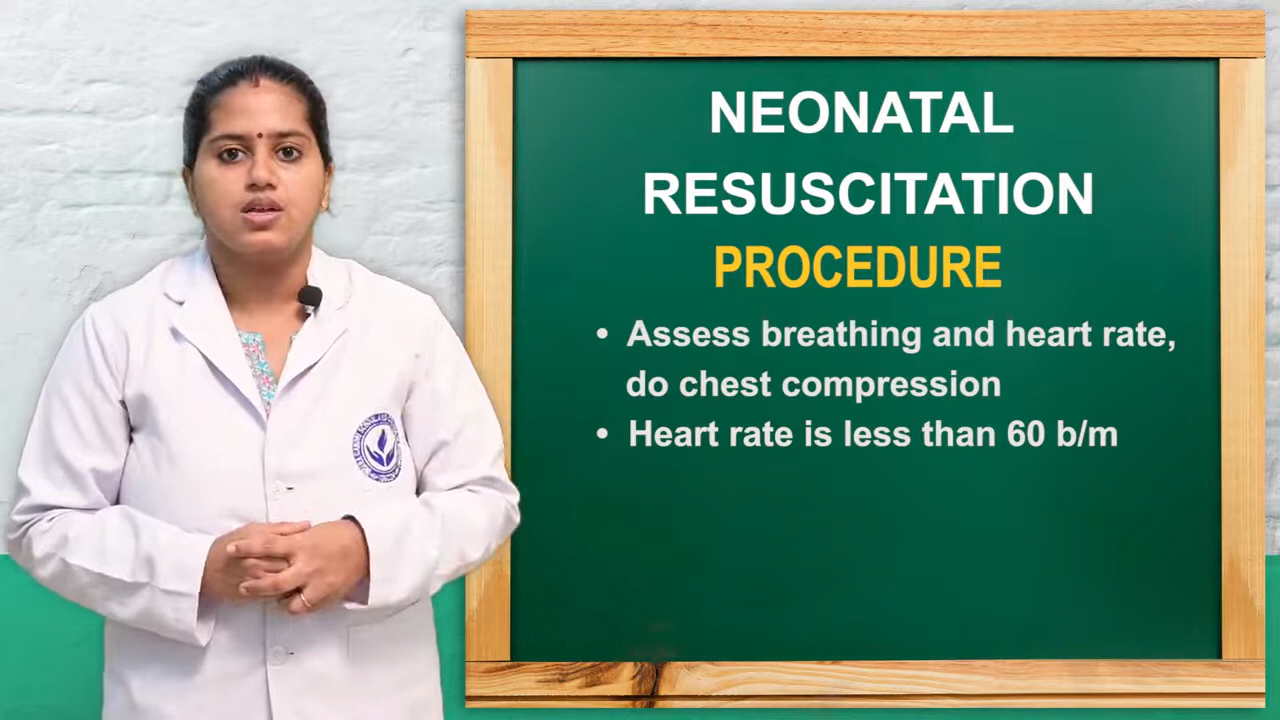 NEONATAL
RESUSCITATION
PROCEDURE
• Assess breathing and heart rate,
do chest compression
• Heart rate is less than 60 b/m